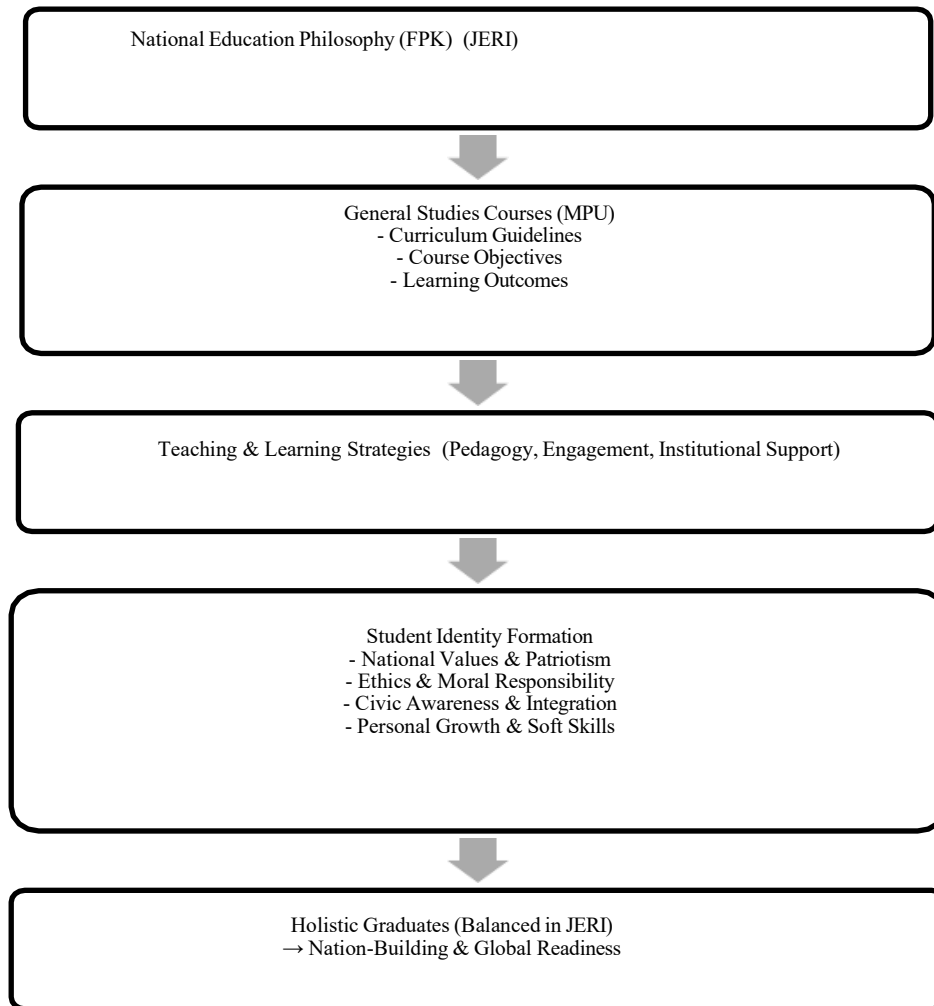 National Education Philosophy (FPK) (JERI)
General Studies Courses (MPU)
- Curriculum Guidelines
- Course Objectives
- Learning Outcomes
Teaching & Learning Strategies (Pedagogy, Engagement, Institutional Support)
Student Identity Formation
- National Values & Patriotism
- Ethics & Moral Responsibility
- Civic Awareness & Integration
- Personal Growth & Soft Skills
Holistic Graduates (Balanced in JERI)
→ Nation-Building & Global Readiness